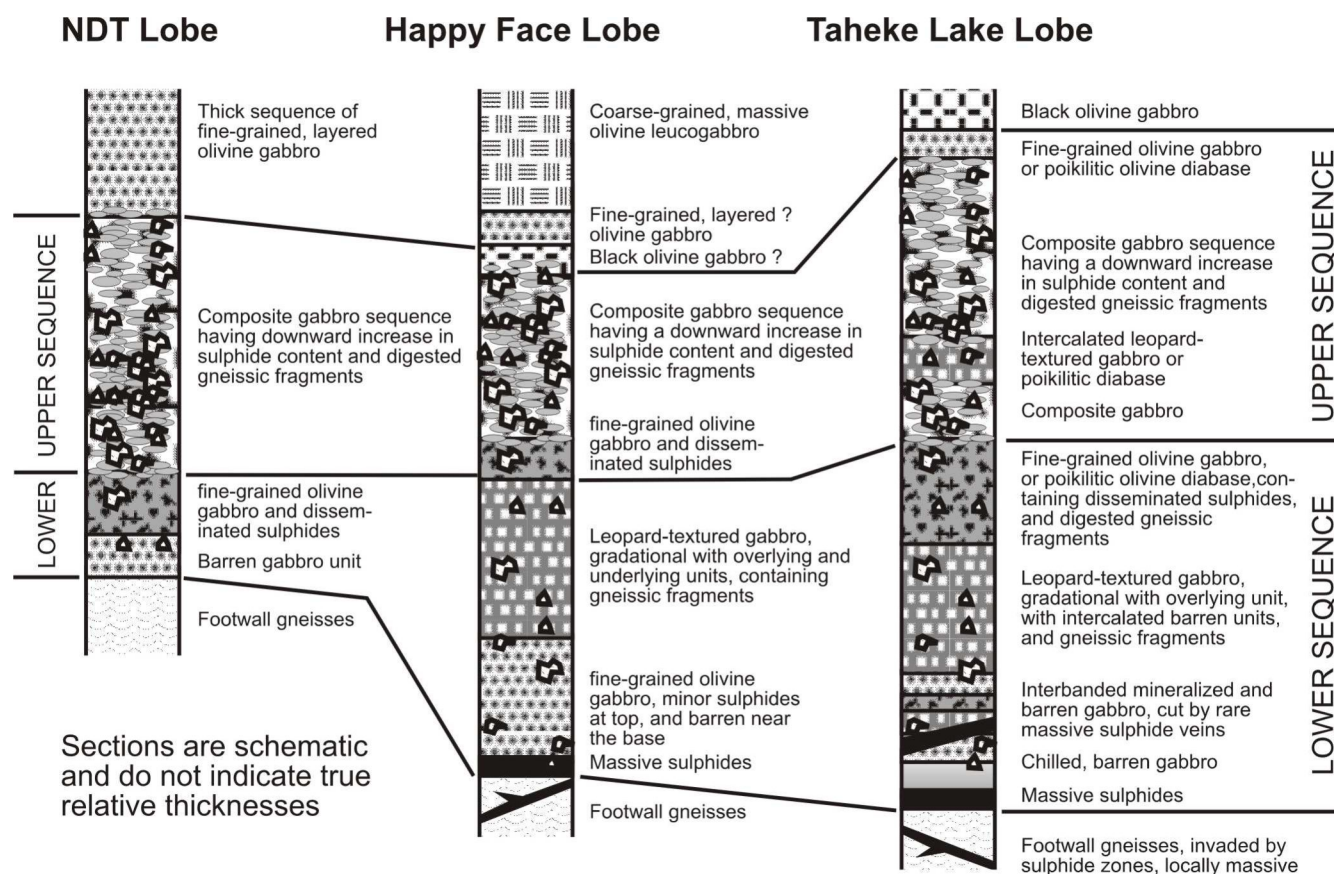 NDT Lobe
Happy Face Lobe
Taheke Lake Lobe
Thick sequence of
fine-grained, layered
olivine gabbro
UPPER SEQUENCE
Composite gabbro sequence
having downward increase in
sulphide content and digested
gneissic fragments
LOWER
fine-grained olivine
gabbro and dissem-
inated sulphides
Barren gabbro unit
Footwall gneisses
Sections are schematic
and do not indicate true
relative thicknesses
Coarse-grained, massive
olivine leucogabbro
Fine-grained, layered ?
olivine gabbro
Black olivine gabbro ?
Composite gabbro sequence
having a downward increase in
sulphide content and digested
gneissic fragments
fine-grained olivine
gabbro and dissem-
inated sulphides
Leopard-textured gabbro,
gradational with overlying and
underlying units, containing
gneissic fragments
fine-grained olivine
gabbro, minor sulphides
at top, and barren near
the base
Massive sulphides
Footwall gneisses
Black olivine gabbro
Fine-grained olivine gabbro
or poikilitic olivine diabase
Composite gabbro sequence
having a downward increase
in sulphide content and
digested gneissic fragments
Intercalated leopard-
textured gabbro or
poikilitic diabase
Composite gabbro
UPPER SEQUENCE
Fine-grained olivine gabbro,
or poikilitic olivine diabase,con-
taining disseminated sulphides,
and digested gneissic
fragments
Leopard-textured gabbro,
gradational with overlying unit,
with intercalated barren units,
and gneissic fragments
Interbanded mineralized and
barren gabbro, cut by rare
massive sulphide veins
Chilled, barren gabbro
Massive sulphides
LOWER SEQUENCE
Footwall gneisses, invaded by
sulphide zones, locally massive